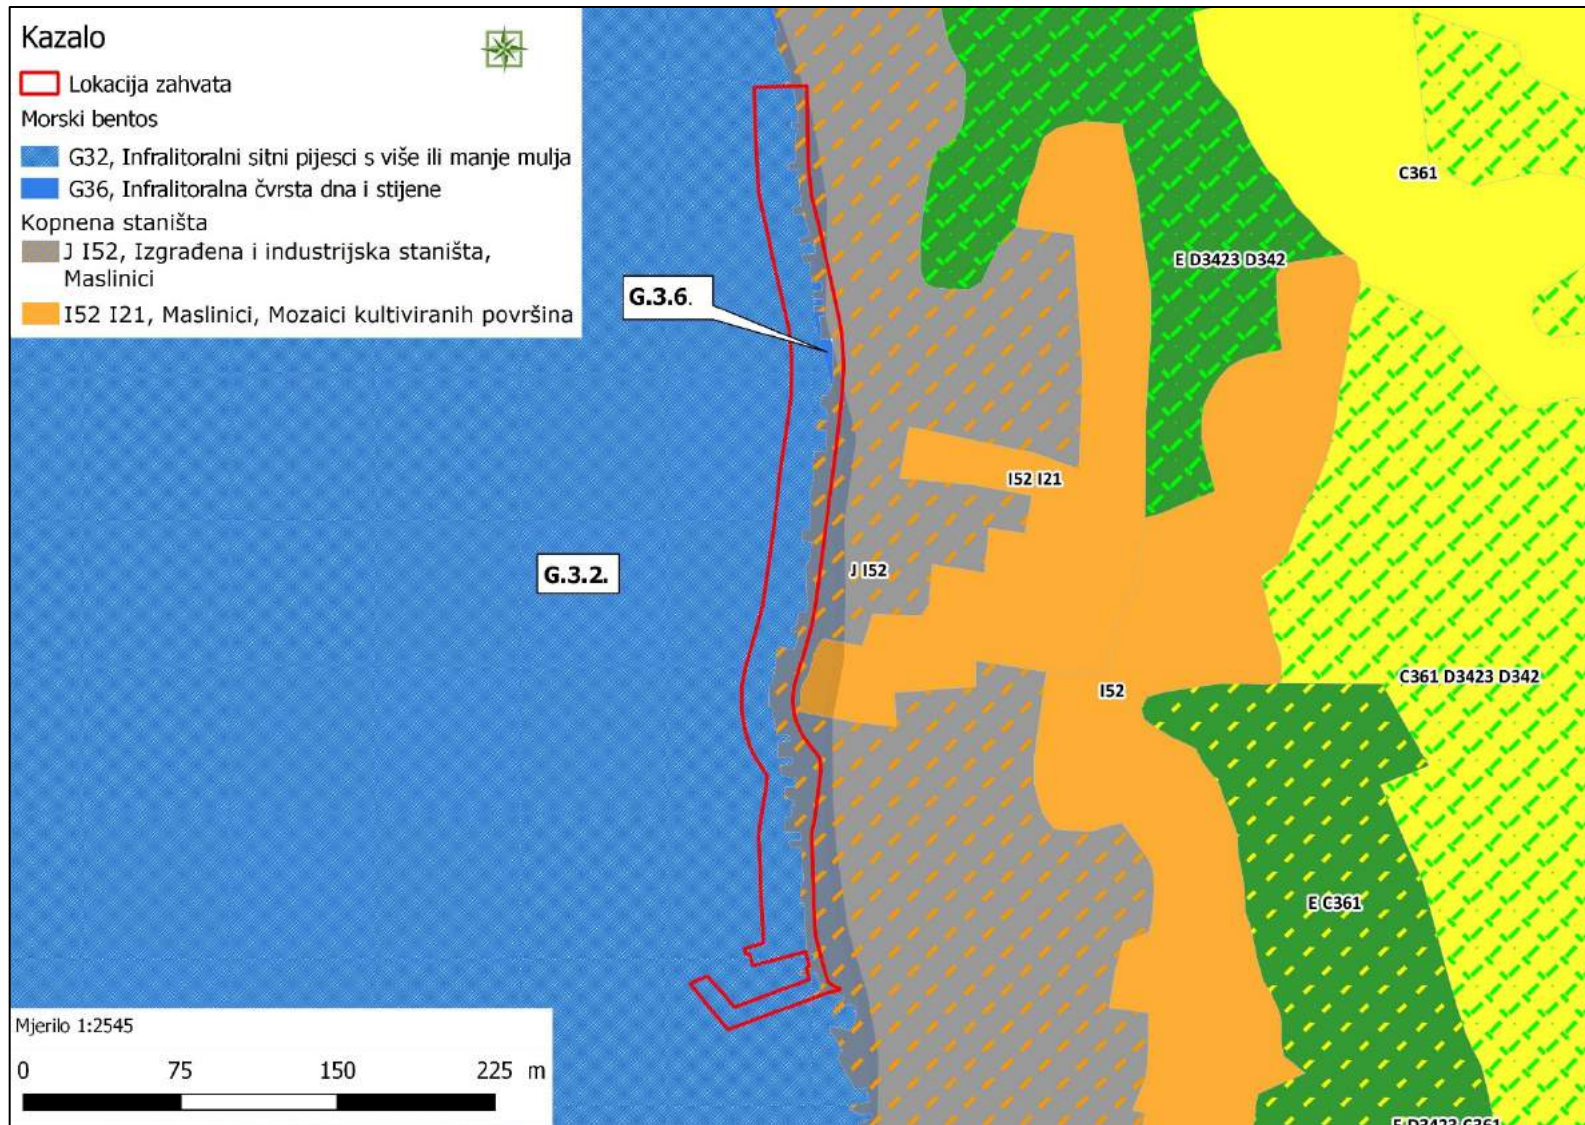 Kazalo
Lokacija zahvata
Morski bentos
G32, Infralitoralni sitni pijesci s više ili manje mulja
G36, Infralitoralna čvrsta dna i stijene
Kopnena staništa
J I52, Izgrađena i industrijska staništa,
Maslinici
I52 I21, Maslinici, Mozaici kultiviranih površina
C361
E D3423 D342
G.3.6.
I52 I21
J I52
G.3.2.
C361 D3423 D342
I52
E C361
Mjerilo 1:2545
0 75 150 225 m
E D3423 C361